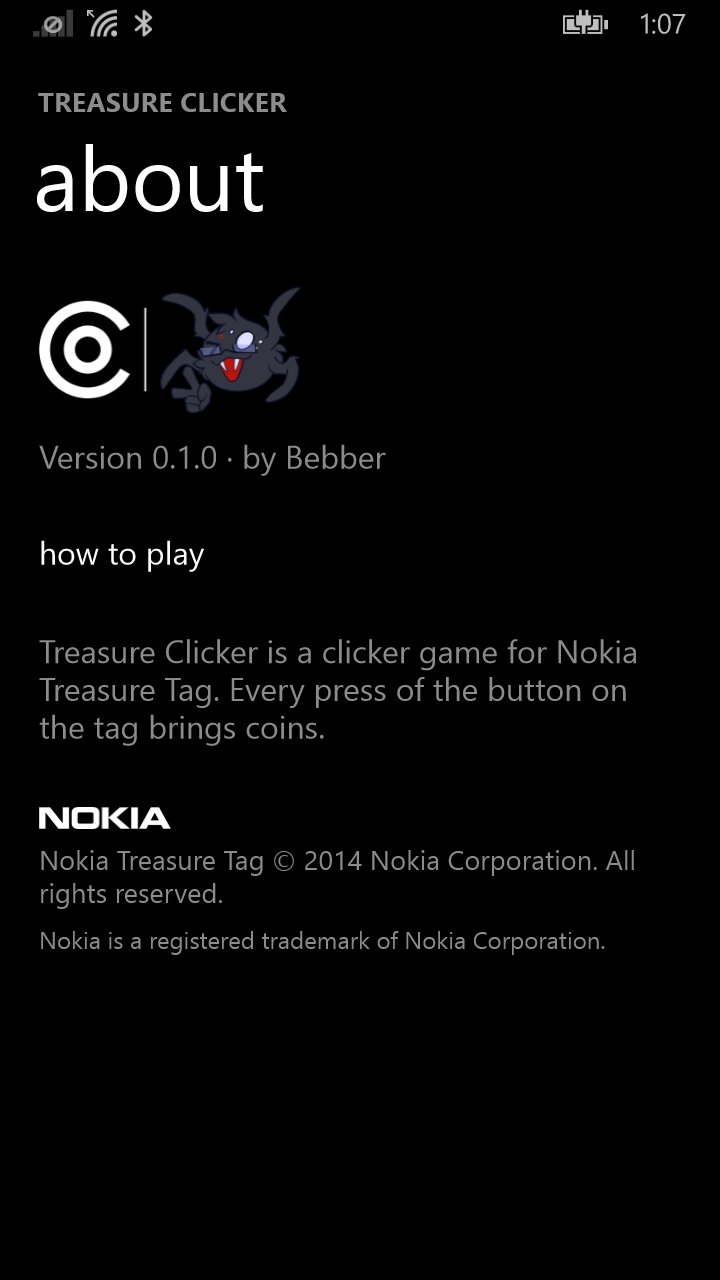 1:07
TREASURE CLICKER
about
Version 0.1.0 · by Bebber
how to play
Treasure Clicker is a clicker game for Nokia
Treasure Tag. Every press of the button on
the tag brings coins.
NOKIA
Nokia Treasure Tag © 2014 Nokia Corporation. All
rights reserved.
Nokia is a registered trademark of Nokia Corporation.